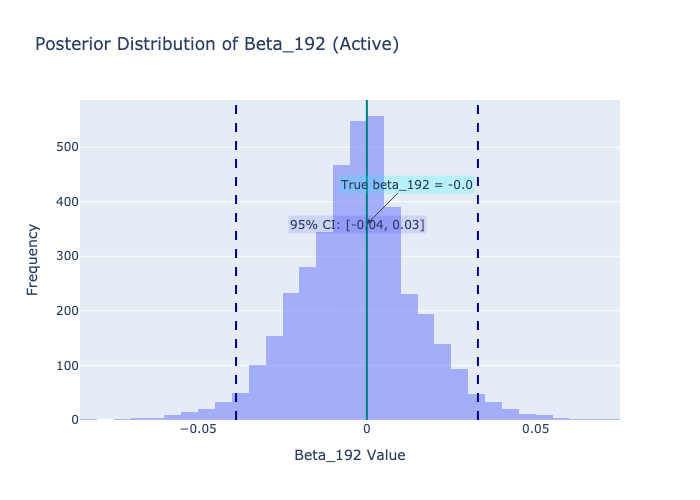 Posterior Distribution of Beta_192 (Active)
500
400
300
200
100
0
Frequency
True beta_192 = -0.0
95% CI: [-0.04, 0.03]
−0.05
0
0.05
Beta_192 Value